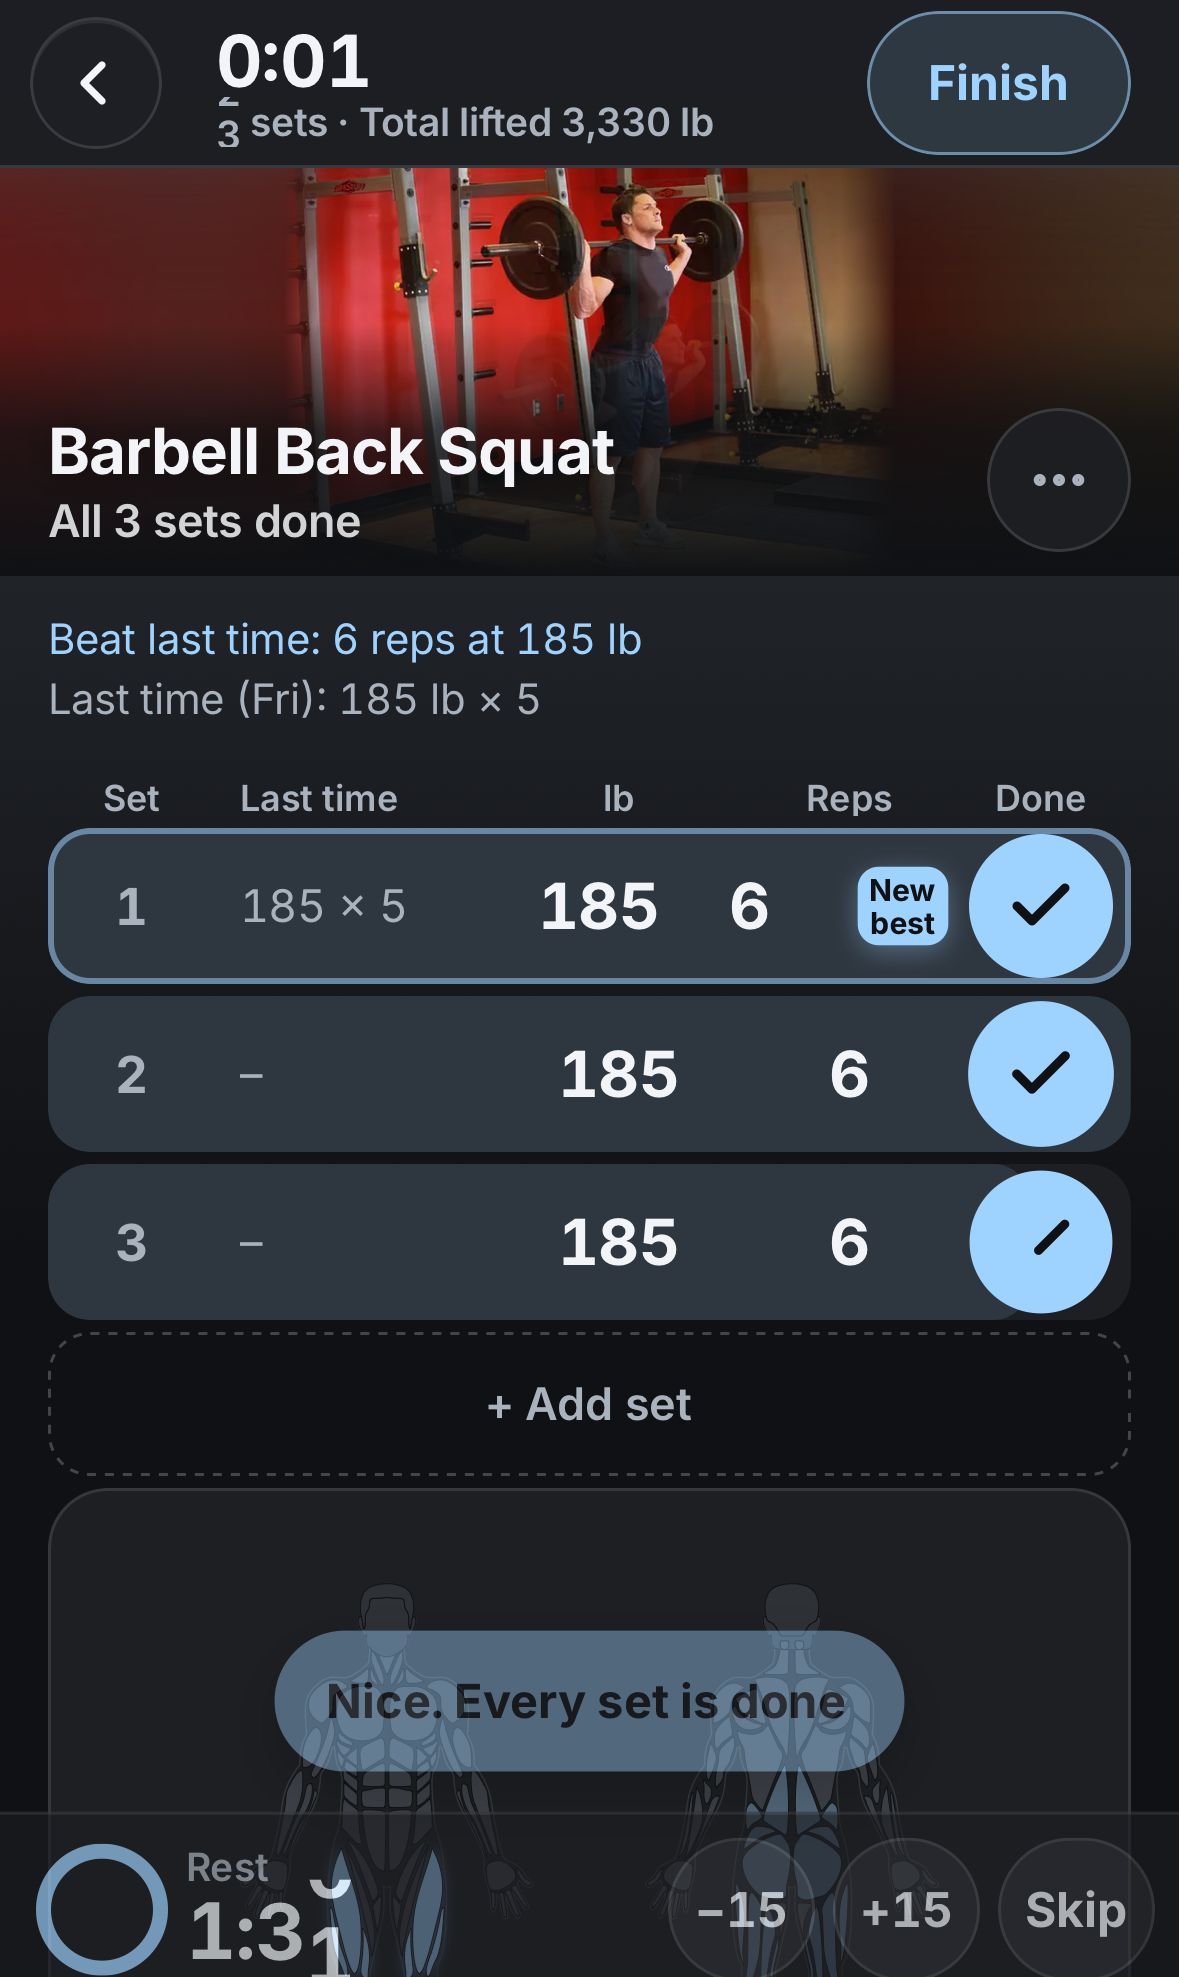 0:01
3 sets · Total lifted 3,330 lb
Finish
Barbell Back Squat
All 3 sets done
Beat last time: 6 reps at 185 lb
Last time (Fri): 185 lb × 5
Set Last time lb Reps Done
1 185 × 5 185 6 New best
2 – 185 6
3 – 185 6
+ Add set
Nice. Every set is done
Rest
1:31
−15 +15 Skip